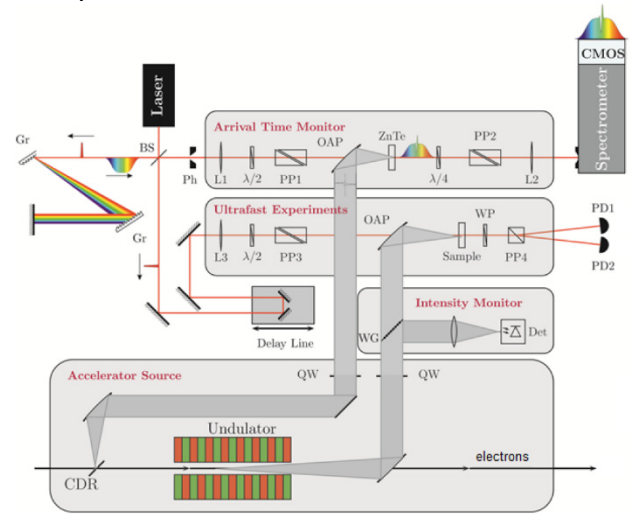 CMOS
Spectrometer
Laser
Arrival Time Monitor
ZnTe
PP2
OAP
Gr
BS
Ph
L1
λ/2
PP1
λ/4
L2
Ultrafast Experiments
OAP
WP
PD1
Gr
L3
λ/2
PP3
Sample
PP4
PD2
Intensity Monitor
WG
Det
Delay Line
Accelerator Source
QW
QW
Undulator
CDR
electrons